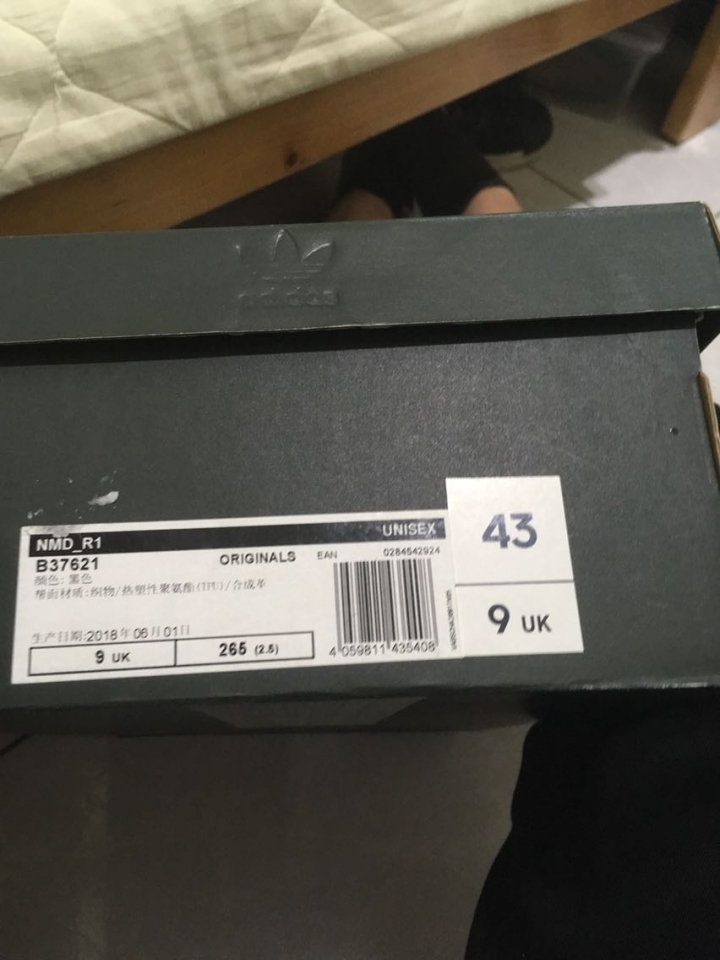 adidas
NMD_R1 UNISEX
B37621 ORIGINALS EAN 0284542924
颜色: 黑色
帮面材质:织物/热塑性聚氨酯(TPU)/合成革
生产日期:2018年06月01日
9 UK 265 (2.5)
4 059811 435408
43
9 UK